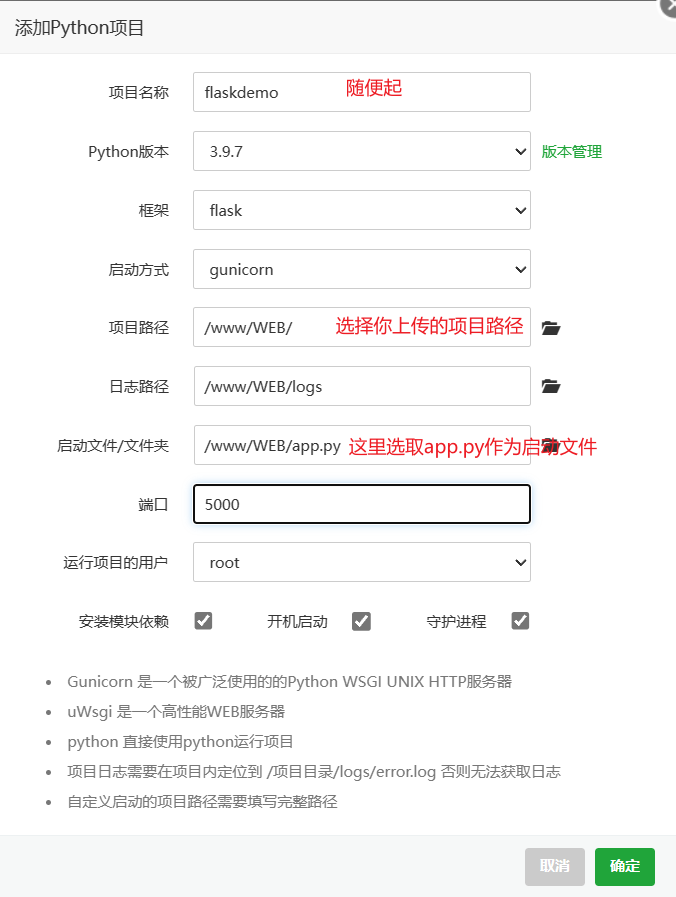 添加Python项目
项目名称 flaskdemo 随便起
Python版本 3.9.7 版本管理
框架 flask
启动方式 gunicorn
项目路径 /www/WEB/ 选择你上传的项目路径
日志路径 /www/WEB/logs
启动文件/文件夹 /www/WEB/app.py 这里选取app.py作为启动文件
端口 5000
运行项目的用户 root
安装模块依赖 开机启动 守护进程
Gunicorn 是一个被广泛使用的的Python WSGI UNIX HTTP服务器
uWsgi 是一个高性能WEB服务器
python 直接使用python运行项目
项目日志需要在项目内定位到 /项目目录/logs/error.log 否则无法获取日志
自定义启动的项目路径需要填写完整路径
取消 确定